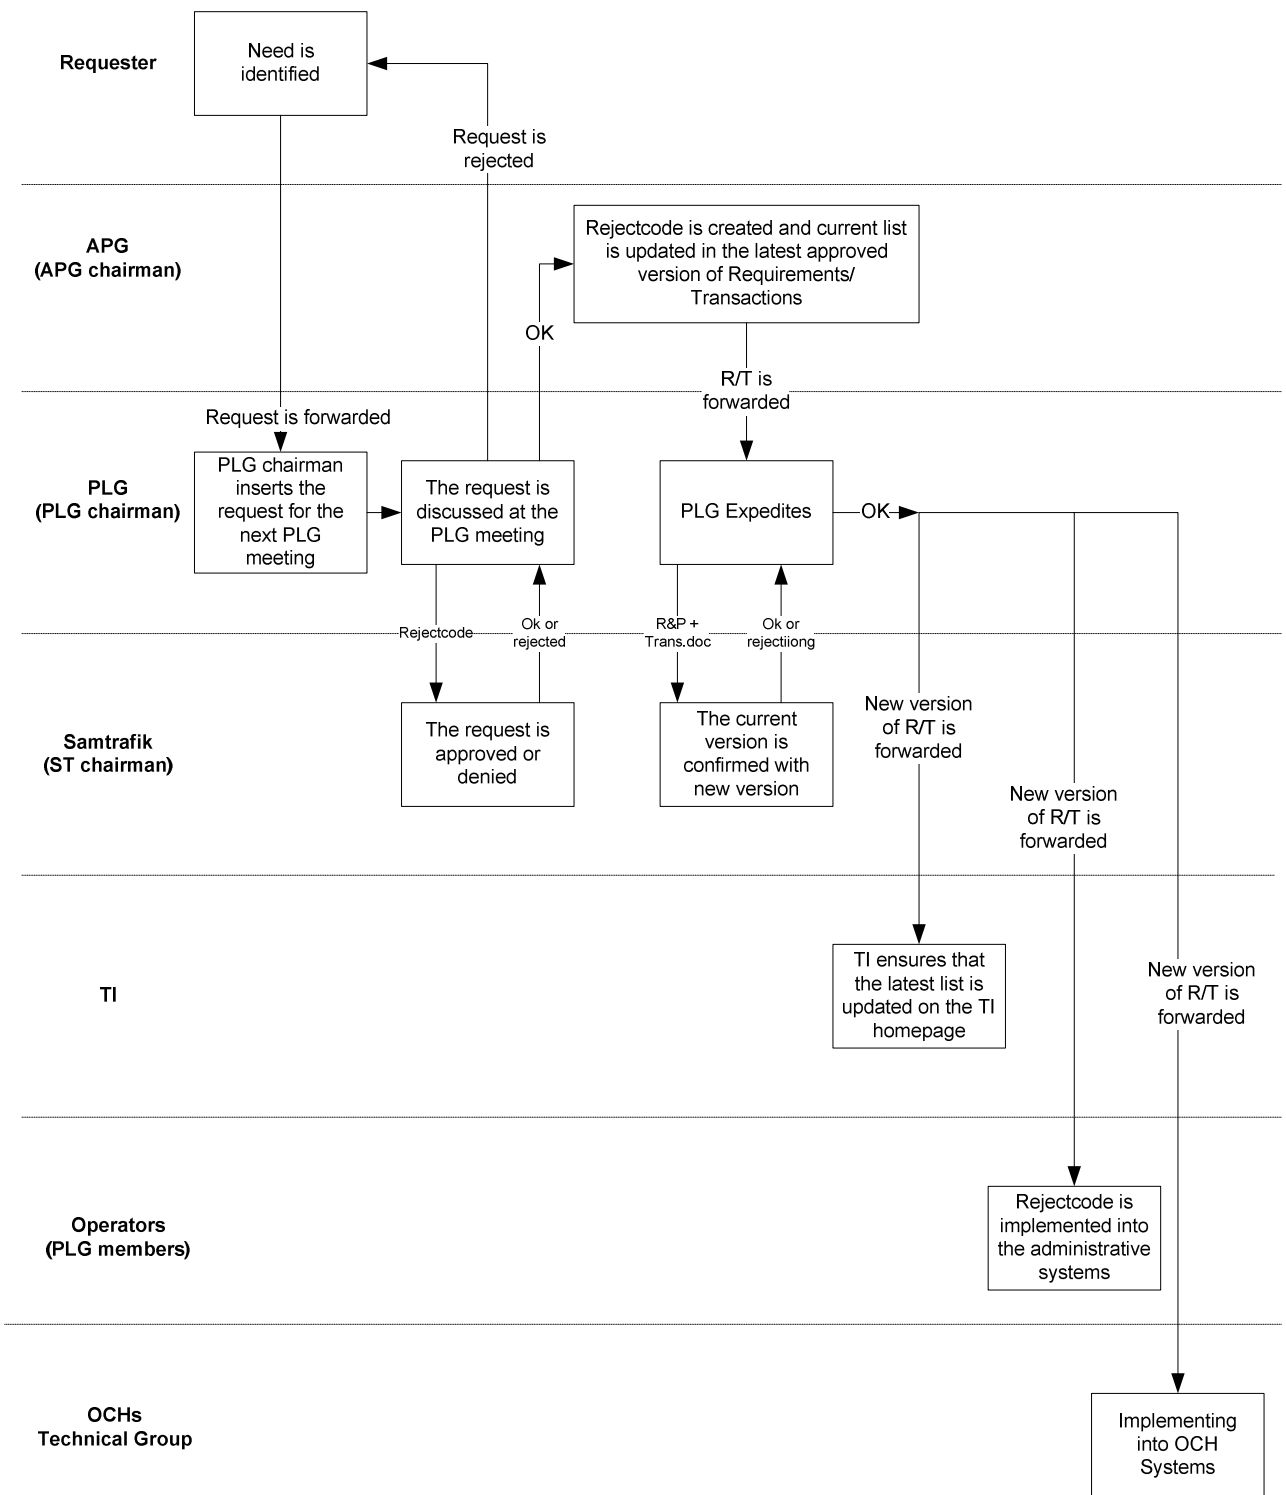 Requester
Need is
identified
Request is
rejected
APG
(APG chairman)
Rejectcode is created and current list
is updated in the latest approved
version of Requirements/
Transactions
OK
R/T is
forwarded
Request is forwarded
PLG
(PLG chairman)
PLG chairman
inserts the
request for the
next PLG
meeting
The request is
discussed at the
PLG meeting
PLG Expedites
OK
Rejectcode
Ok or
rejected
R&P +
Trans.doc
Ok or
rejectiiong
Samtrafik
(ST chairman)
The request is
approved or
denied
The current
version is
confirmed with
new version
New version
of R/T is
forwarded
New version
of R/T is
forwarded
TI
TI ensures that
the latest list is
updated on the TI
homepage
New version
of R/T is
forwarded
Operators
(PLG members)
Rejectcode is
implemented into
the administrative
systems
OCHs
Technical Group
Implementing
into OCH
Systems